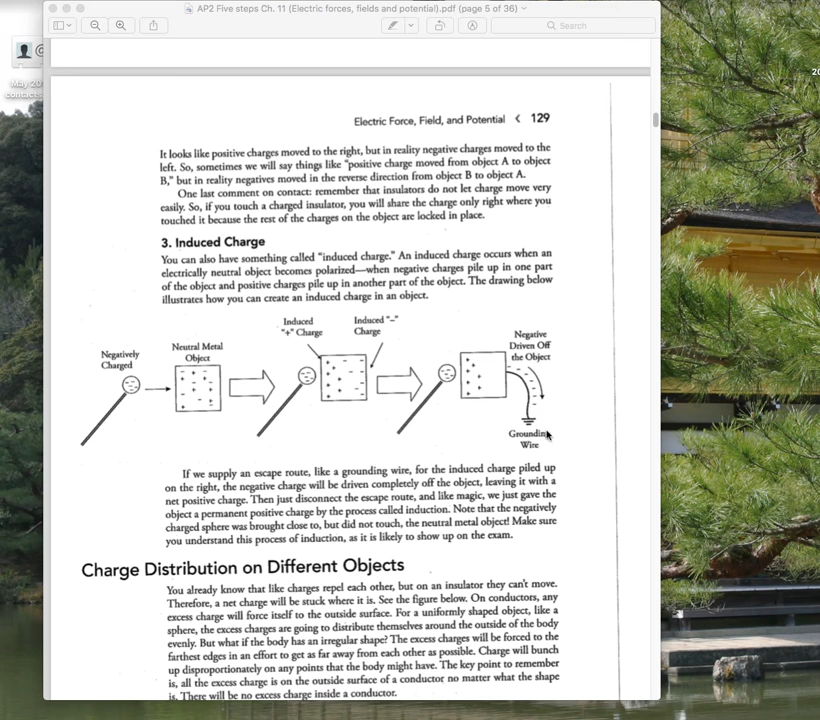 AP2 Five steps Ch. 11 (Electric forces, fields and potential).pdf (page 5 of 36)
Search
May 20
contacts
20
Electric Force, Field, and Potential < 129
It looks like positive charges moved to the right, but in reality negative charges moved to the
left. So, sometimes we will say things like "positive charge moved from object A to object
B," but in reality negatives moved in the reverse direction from object B to object A.
One last comment on contact: remember that insulators do not let charge move very
easily. So, if you touch a charged insulator, you will share the charge only right where you
touched it because the rest of the charges on the object are locked in place.
3. Induced Charge
You can also have something called "induced charge." An induced charge occurs when an
electrically neutral object becomes polarized—when negative charges pile up in one part
of the object and positive charges pile up in another part of the object. The drawing below
illustrates how you can create an induced charge in an object.
Negatively
Charged
Neutral Metal
Object
Induced
"+" Charge
Induced "–"
Charge
Negative
Driven Off
the Object
Grounding
Wire
If we supply an escape route, like a grounding wire, for the induced charge piled up
on the right, the negative charge will be driven completely off the object, leaving it with a
net positive charge. Then just disconnect the escape route, and like magic, we just gave the
object a permanent positive charge by the process called induction. Note that the negatively
charged sphere was brought close to, but did not touch, the neutral metal object! Make sure
you understand this process of induction, as it is likely to show up on the exam.
Charge Distribution on Different Objects
You already know that like charges repel each other, but on an insulator they can't move.
Therefore, a net charge will be stuck where it is. See the figure below. On conductors, any
excess charge will force itself to the outside surface. For a uniformly shaped object, like a
sphere, the excess charges are going to distribute themselves around the outside of the body
evenly. But what if the body has an irregular shape? The excess charges will be forced to the
farthest edges in an effort to get as far away from each other as possible. Charge will bunch
up disproportionately on any points that the body might have. The key point to remember
is, all the excess charge is on the outside surface of a conductor no matter what the shape
is. There will be no excess charge inside a conductor.